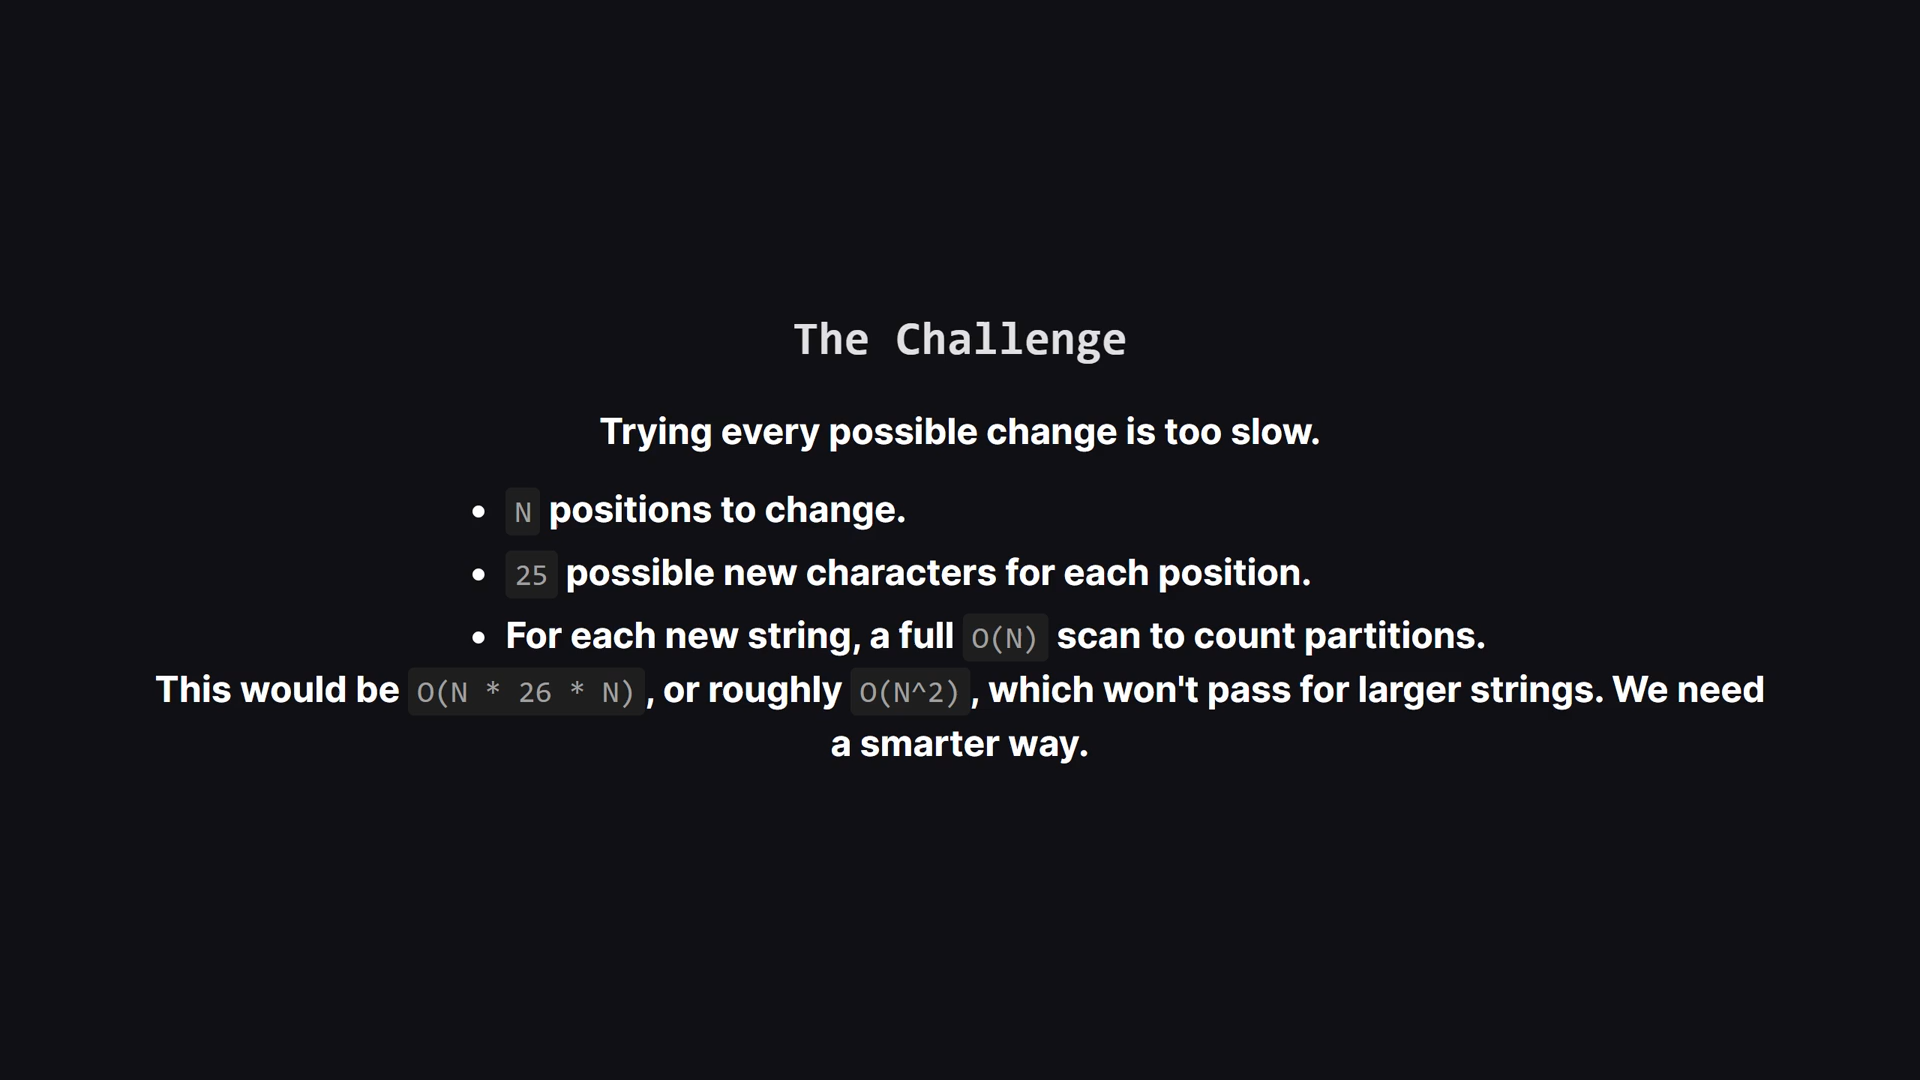 The Challenge
Trying every possible change is too slow.
• N positions to change.
• 25 possible new characters for each position.
• For each new string, a full O(N) scan to count partitions.
This would be O(N * 26 * N), or roughly O(N^2), which won't pass for larger strings. We need
a smarter way.